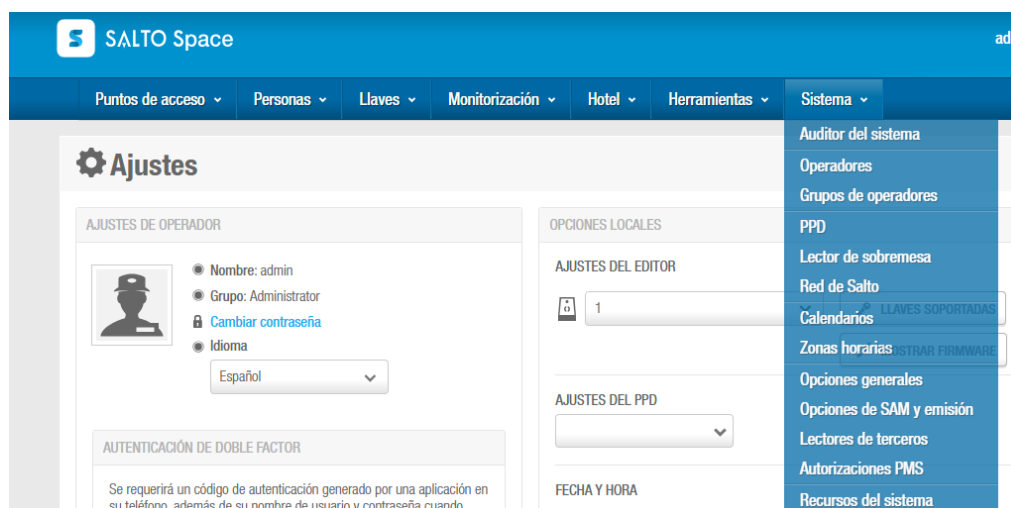 SALTO Space
Puntos de acceso Personas Llaves Monitorización Hotel Herramientas Sistema
Auditor del sistema
Operadores
Grupos de operadores
PPD
Lector de sobremesa
Red de Salto
Calendarios
Zonas horarias
Opciones generales
Opciones de SAM y emisión
Lectores de terceros
Autorizaciones PMS
Recursos del sistema
Ajustes
AJUSTES DE OPERADOR
Nombre: admin
Grupo: Administrator
Cambiar contraseña
Idioma
Español
AUTENTICACIÓN DE DOBLE FACTOR
Se requerirá un código de autenticación generado por una aplicación en
su teléfono, además de su nombre de usuario y contraseña cuando
OPCIONES LOCALES
AJUSTES DEL EDITOR
1
LLAVES SOPORTADAS
FIRMWARE
AJUSTES DEL PPD
FECHA Y HORA